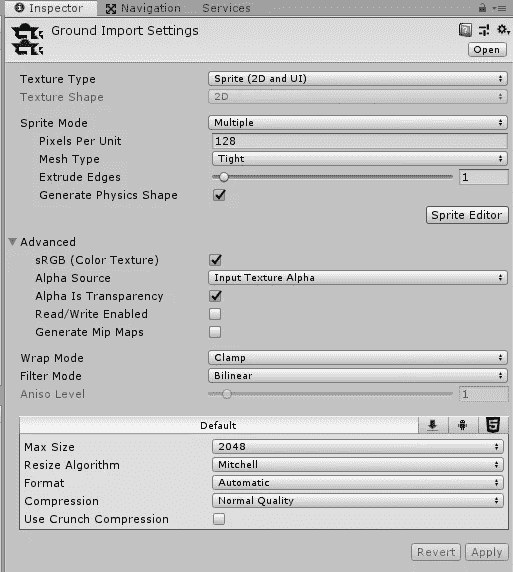 Inspector Navigation Services
Ground Import Settings
Open
Texture Type Sprite (2D and UI)
Texture Shape 2D
Sprite Mode Multiple
Pixels Per Unit 128
Mesh Type Tight
Extrude Edges 1
Generate Physics Shape
Sprite Editor
Advanced
sRGB (Color Texture)
Alpha Source Input Texture Alpha
Alpha Is Transparency
Read/Write Enabled
Generate Mip Maps
Wrap Mode Clamp
Filter Mode Bilinear
Aniso Level 1
Default
Max Size 2048
Resize Algorithm Mitchell
Format Automatic
Compression Normal Quality
Use Crunch Compression
Revert Apply